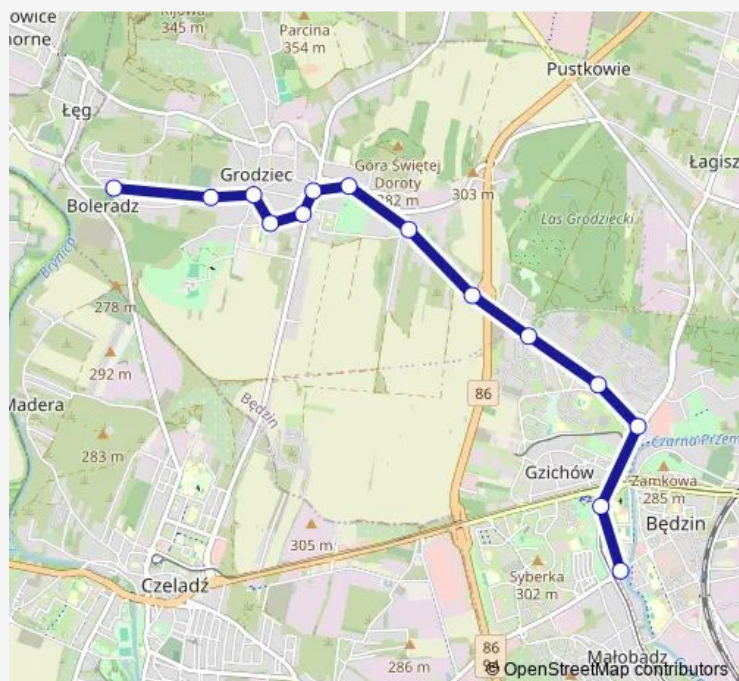 owice
orne
Kijowa
345 m
Parcina
354 m
Pustkowie
Łęg
Grodziec
Góra Świętej
Doroty
282 m
303 m
Łagisz
Boleradz
Las Grodziecki
Brynica
278 m
292 m
86
Madera
Będzin
283 m
Czarna Przem
Gzichów
Zamkowa
285 m
Będzin
305 m
Czeladź
Syberka
302 m
86
94
286 m
Małobądz
© OpenStreetMap contributors